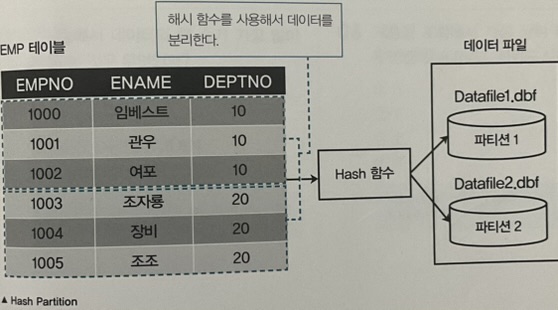 해시 함수를 사용해서 데이터를
분리한다.
EMP 테이블
데이터 파일
EMPNO ENAME DEPTNO
1000 임베스트 10
1001 관우 10
1002 여포 10
1003 조자룡 20
1004 장비 20
1005 조조 20
Hash 함수
Datafile1.dbf
파티션 1
Datafile2.dbf
파티션 2
▲ Hash Partition